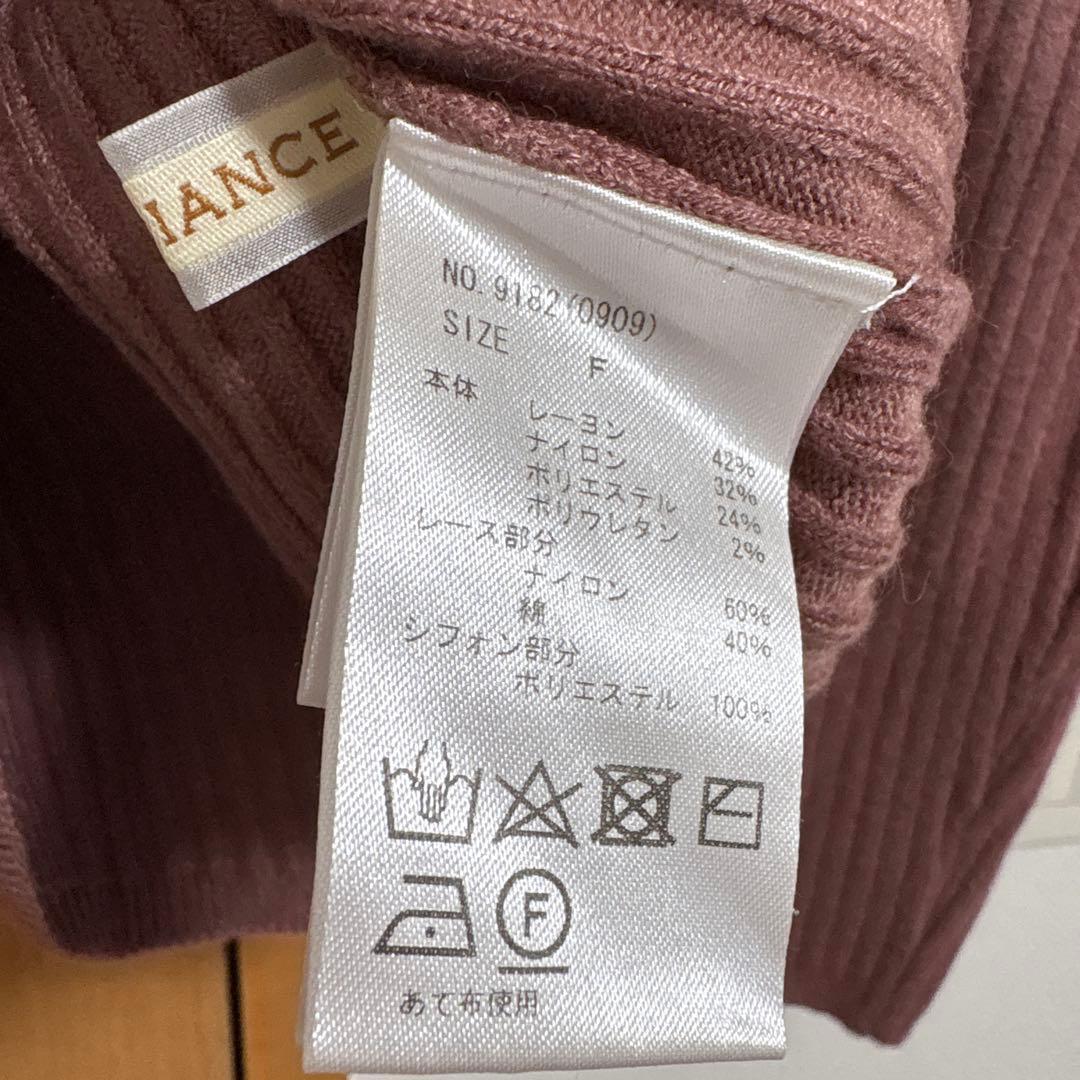 IANCE
NO. 9182(0909)
SIZE F
本体
レーヨン 42%
ナイロン 32%
ポリエステル 24%
ポリウレタン 2%
レース部分
ナイロン 60%
綿 40%
シフォン部分
ポリエステル 100%
F
あて布使用